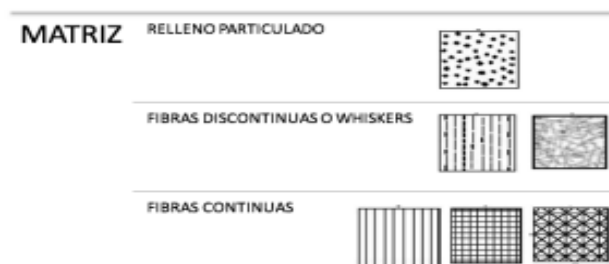 MATRIZ
RELLENO PARTICULADO
FIBRAS DISCONTINUAS O WHISKERS
FIBRAS CONTINUAS